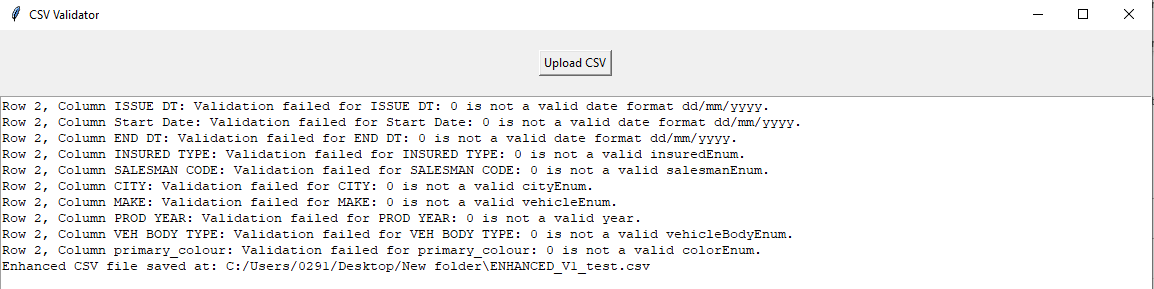 CSV Validator
Upload CSV
Row 2, Column ISSUE DT: Validation failed for ISSUE DT: 0 is not a valid date format dd/mm/yyyy.
Row 2, Column Start Date: Validation failed for Start Date: 0 is not a valid date format dd/mm/yyyy.
Row 2, Column END DT: Validation failed for END DT: 0 is not a valid date format dd/mm/yyyy.
Row 2, Column INSURED TYPE: Validation failed for INSURED TYPE: 0 is not a valid insuredEnum.
Row 2, Column SALESMAN CODE: Validation failed for SALESMAN CODE: 0 is not a valid salesmanEnum.
Row 2, Column CITY: Validation failed for CITY: 0 is not a valid cityEnum.
Row 2, Column MAKE: Validation failed for MAKE: 0 is not a valid vehicleEnum.
Row 2, Column PROD YEAR: Validation failed for PROD YEAR: 0 is not a valid year.
Row 2, Column VEH BODY TYPE: Validation failed for VEH BODY TYPE: 0 is not a valid vehicleBodyEnum.
Row 2, Column primary_colour: Validation failed for primary_colour: 0 is not a valid colorEnum.
Enhanced CSV file saved at: C:/Users/0291/Desktop/New folder\ENHANCED_V1_test.csv